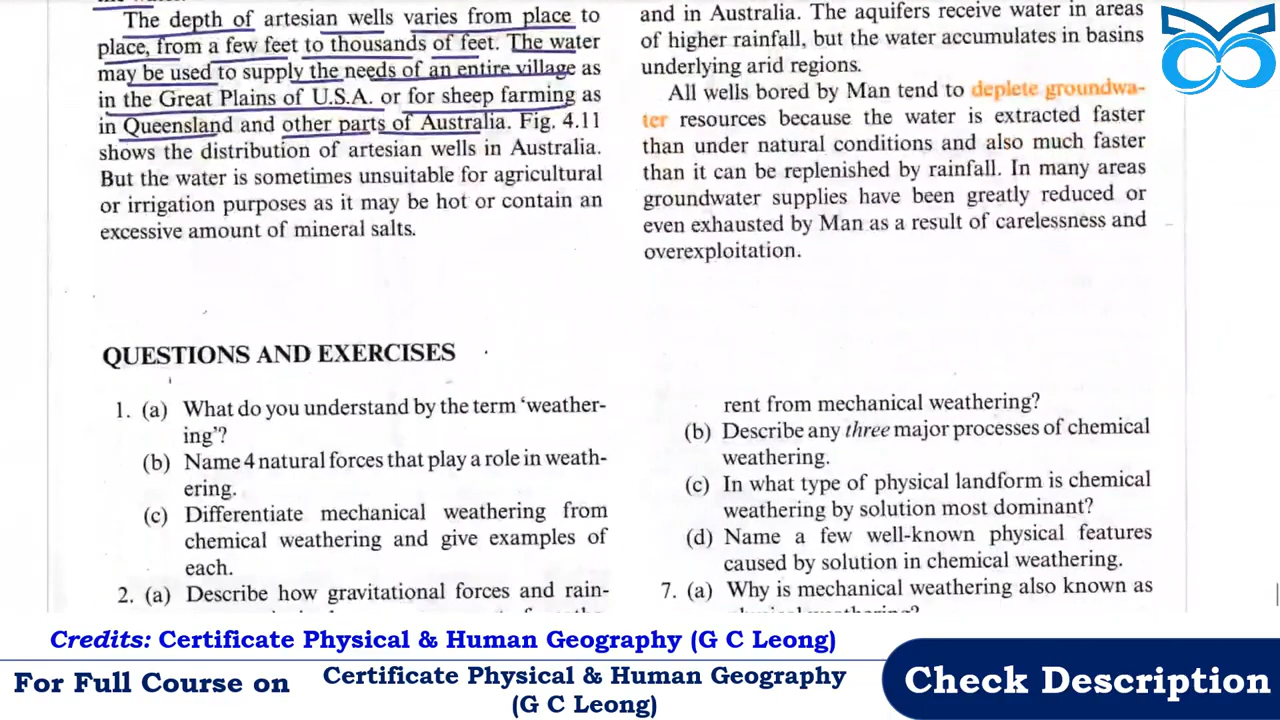 The depth of artesian wells varies from place to
place, from a few feet to thousands of feet. The water
may be used to supply the needs of an entire village as
in the Great Plains of U.S.A. or for sheep farming as
in Queensland and other parts of Australia. Fig. 4.11
shows the distribution of artesian wells in Australia.
But the water is sometimes unsuitable for agricultural
or irrigation purposes as it may be hot or contain an
excessive amount of mineral salts.
and in Australia. The aquifers receive water in areas
of higher rainfall, but the water accumulates in basins
underlying arid regions.
All wells bored by Man tend to deplete groundwa-
ter resources because the water is extracted faster
than under natural conditions and also much faster
than it can be replenished by rainfall. In many areas
groundwater supplies have been greatly reduced or
even exhausted by Man as a result of carelessness and
overexploitation.
QUESTIONS AND EXERCISES
1. (a) What do you understand by the term ‘weather-
ing’?
(b) Name 4 natural forces that play a role in weath-
ering.
(c) Differentiate mechanical weathering from
chemical weathering and give examples of
each.
2. (a) Describe how gravitational forces and rain-
rent from mechanical weathering?
(b) Describe any three major processes of chemical
weathering.
(c) In what type of physical landform is chemical
weathering by solution most dominant?
(d) Name a few well-known physical features
caused by solution in chemical weathering.
7. (a) Why is mechanical weathering also known as
Credits: Certificate Physical & Human Geography (G C Leong)
For Full Course on
Certificate Physical & Human Geography
(G C Leong)
Check Description